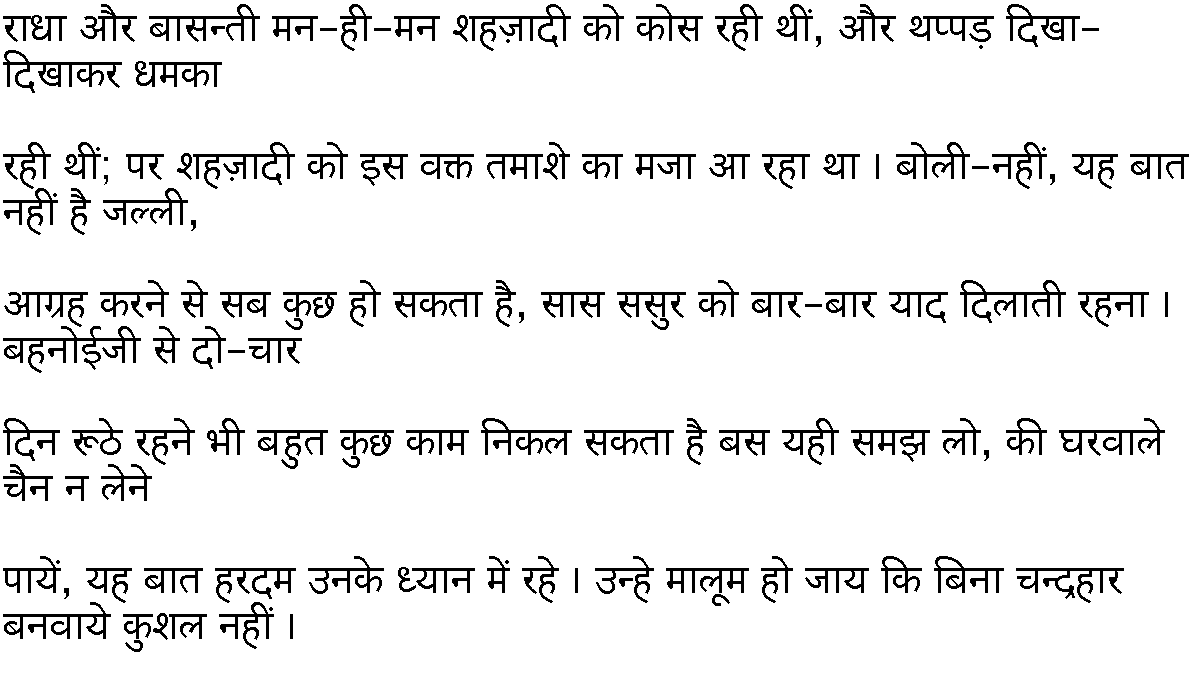 राधा और बासन्ती मन-ही-मन शहज़ादी को कोस रही थीं, और थप्पड़ दिखा-
दिखाकर धमका
रही थीं; पर शहज़ादी को इस वक्त तमाशे का मजा आ रहा था । बोली-नहीं, यह बात
नहीं है जल्ली,
आग्रह करने से सब कुछ हो सकता है, सास ससुर को बार-बार याद दिलाती रहना ।
बहनोईजी से दो-चार
दिन रूठे रहने भी बहुत कुछ काम निकल सकता है बस यही समझ लो, की घरवाले
चैन न लेने
पायें, यह बात हरदम उनके ध्यान में रहे । उन्हे मालूम हो जाय कि बिना चन्द्रहार
बनवाये कुशल नहीं ।